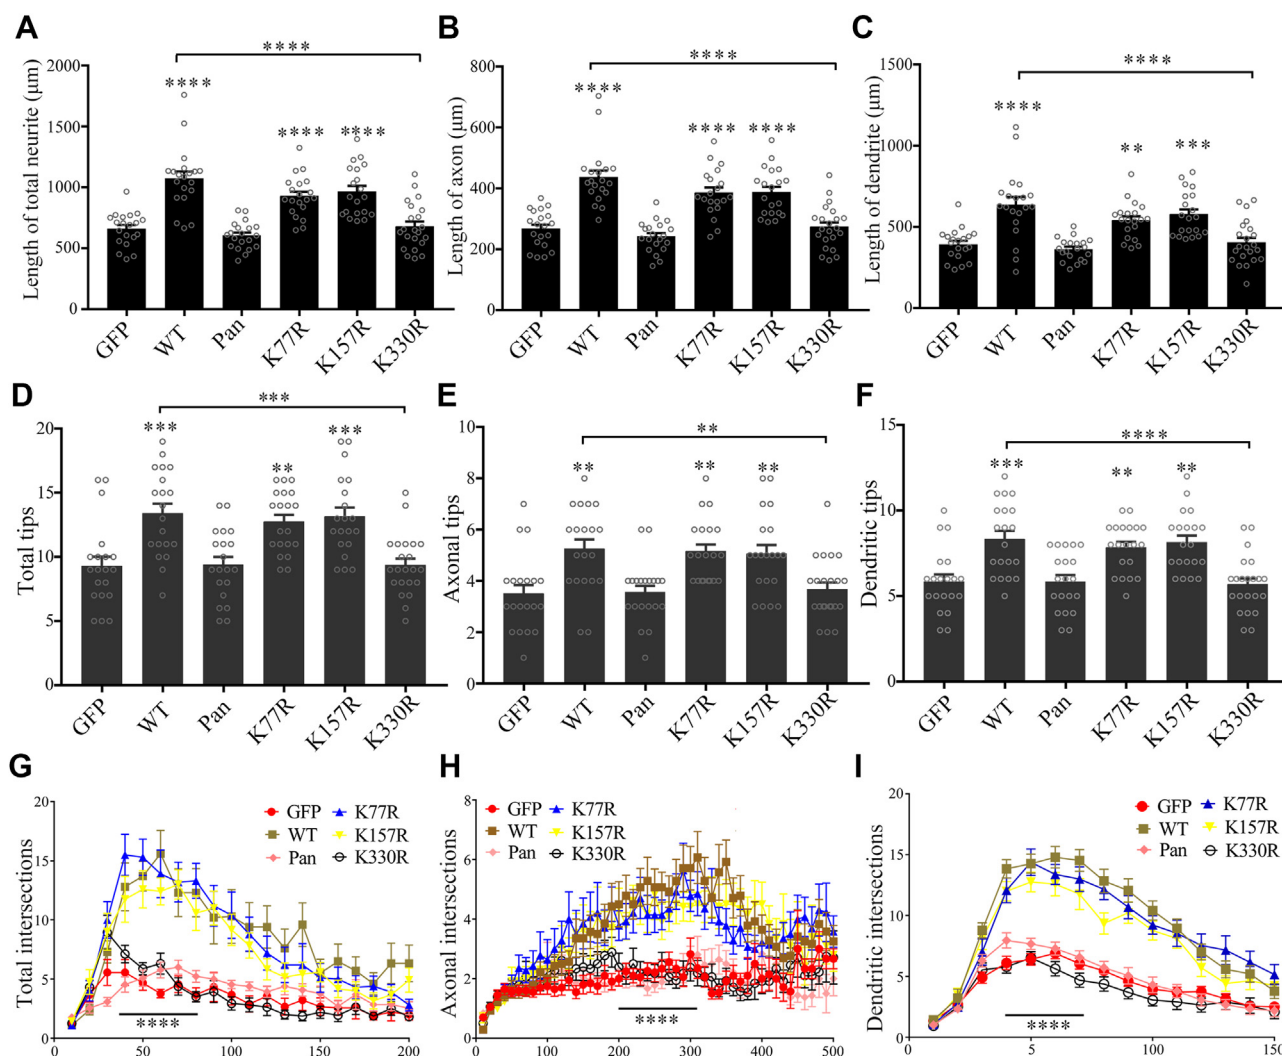 A
Length of total neurite (μm)
2000
1500
1000
500
0
****
****
****
****
GFP
WT
Pan
K77R
K157R
K330R
B
Length of axon (μm)
800
600
400
200
0
****
****
****
****
GFP
WT
Pan
K77R
K157R
K330R
C
Length of dendrite (μm)
1500
1000
500
0
****
****
**
***
GFP
WT
Pan
K77R
K157R
K330R
D
Total tips
20
15
10
5
0
***
***
**
***
GFP
WT
Pan
K77R
K157R
K330R
E
Axonal tips
10
8
6
4
2
0
**
**
**
**
GFP
WT
Pan
K77R
K157R
K330R
F
Dendritic tips
15
10
5
0
****
***
**
**
GFP
WT
Pan
K77R
K157R
K330R
G
Total intersections
20
15
10
5
0
GFP K77R
WT K157R
Pan K330R
****
0 50 100 150 200
H
Axonal intersections
8
6
4
2
0
GFP K77R
WT K157R
Pan K330R
****
0 100 200 300 400 500
I
Dendritic intersections
20
15
10
5
0
GFP K77R
WT K157R
Pan K330R
****
0 5 100 150